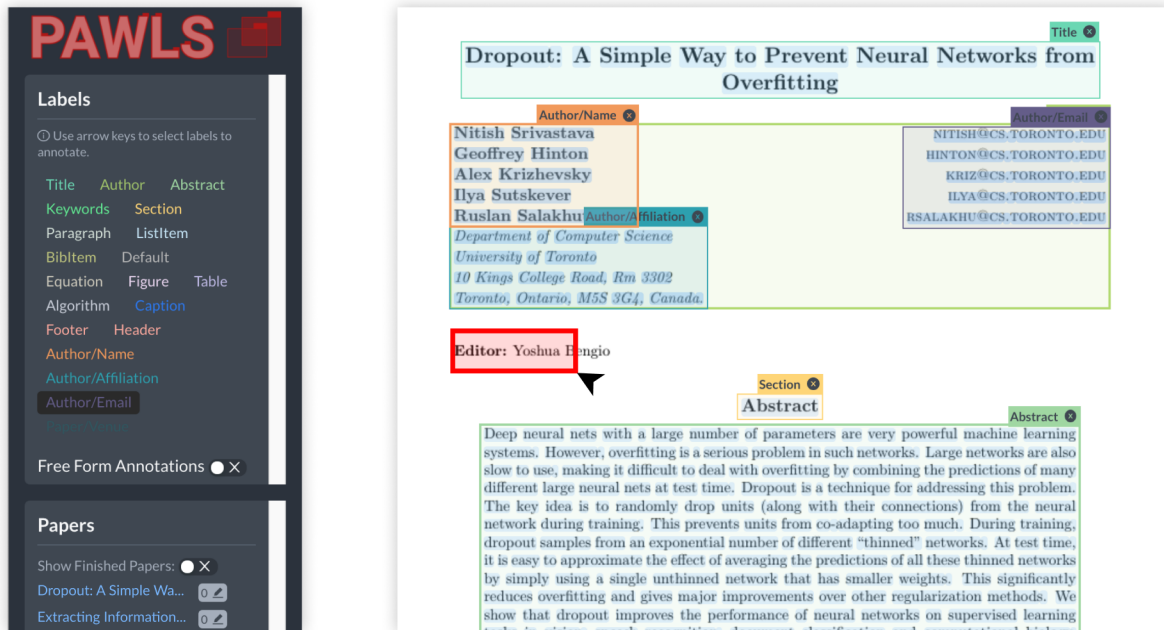 PAWLS
Labels
Use arrow keys to select labels to
annotate.
Title Author Abstract
Keywords Section
Paragraph ListItem
BibItem Default
Equation Figure Table
Algorithm Caption
Footer Header
Author/Name
Author/Affiliation
Author/Email
Free Form Annotations
Papers
Show Finished Papers:
Dropout: A Simple Wa... 0
Extracting Information... 0
Title
Dropout: A Simple Way to Prevent Neural Networks from
Overfitting
Author/Name
Nitish Srivastava
Geoffrey Hinton
Alex Krizhevsky
Ilya Sutskever
Ruslan Salakhu
Author/Email
NITISH@CS.TORONTO.EDU
HINTON@CS.TORONTO.EDU
KRIZ@CS.TORONTO.EDU
ILYA@CS.TORONTO.EDU
RSALAKHU@CS.TORONTO.EDU
Author/Affiliation
Department of Computer Science
University of Toronto
10 Kings College Road, Rm 3302
Toronto, Ontario, M5S 3G4, Canada.
Editor: Yoshua Bengio
Section
Abstract
Abstract
Deep neural nets with a large number of parameters are very powerful machine learning
systems. However, overfitting is a serious problem in such networks. Large networks are also
slow to use, making it difficult to deal with overfitting by combining the predictions of many
different large neural nets at test time. Dropout is a technique for addressing this problem.
The key idea is to randomly drop units (along with their connections) from the neural
network during training. This prevents units from co-adapting too much. During training,
dropout samples from an exponential number of different “thinned” networks. At test time,
it is easy to approximate the effect of averaging the predictions of all these thinned networks
by simply using a single unthinned network that has smaller weights. This significantly
reduces overfitting and gives major improvements over other regularization methods. We
show that dropout improves the performance of neural networks on supervised learning